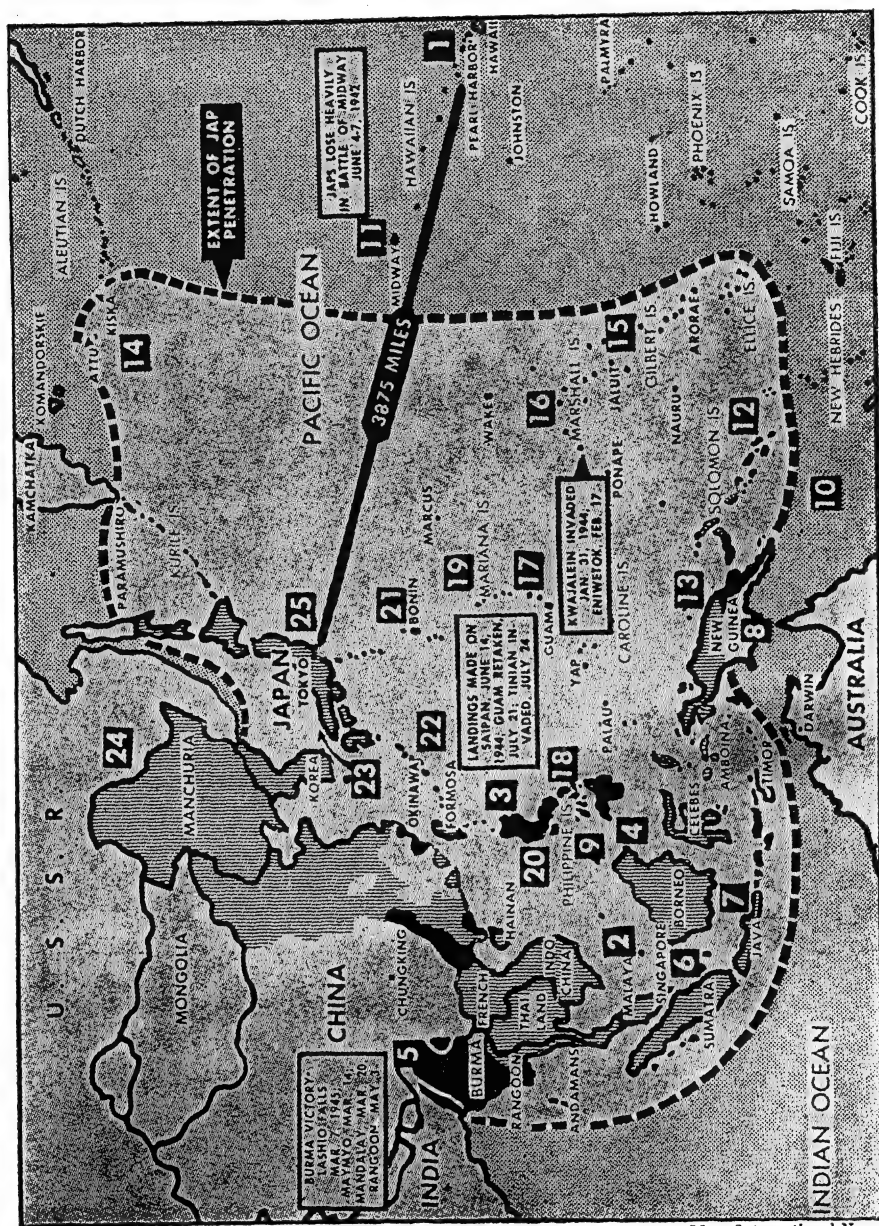 U. S. S. R.
MONGOLIA
MANCHURIA
24
KAMCHATKA
KOMANDORSKIE
ALEUTIAN IS
DUTCH HARBOR
ATTU
KISKA
14
PARAMUSHIRU
KURILE IS
EXTENT OF JAP
PENETRATION
BURMA VICTORY:
LASHIO FALLS
MAR. 7, 1945;
MAYMYO, MAR. 14,
MANDALAY, MAR. 20
RANGOON MAY 3
CHINA
CHUNGKING
KOREA
JAPAN
TOKYO
25
23
PACIFIC OCEAN
3875 MILES
JAPS LOSE HEAVILY
IN BATTLE OF MIDWAY
JUNE 4-7, 1942
11
MIDWAY
HAWAIIAN IS
1
PEARL HARBOR
HAWAII
JOHNSTON
PALMYRA
INDIA
5
BURMA
RANGOON
ANDAMANS
FRENCH
INDO
CHINA
THAI
LAND
HAINAN
OKINAWA
22
FORMOSA
3
20
PHILIPPINE IS
9
18
21
BONIN
MARCUS
19
MARIANA IS
17
GUAM
WAKE
16
MARSHALL IS
LANDINGS MADE ON
SAIPAN, JUNE 14,
1944; GUAM RETAKEN,
JULY 21; TINIAN IN-
VADED, JULY 24
KWAJALEIN INVADED
JAN. 31, 1944;
ENIWETOK, FEB. 17
YAP
PALAU
CAROLINE IS
PONAPE
JALUIT
15
GILBERT IS
NAURU
ARORAE
ELLICE IS
HOWLAND
PHOENIX IS
SAMOA IS
COOK IS
FIJI IS
NEW HEBRIDES
2
MALAY
SINGAPORE
6
SUMATRA
4
BORNEO
7
JAVA
CELEBES
AMBOINA
TIMOR
13
NEW
GUINEA
8
SOLOMON IS
12
10
DARWIN
AUSTRALIA
INDIAN OCEAN